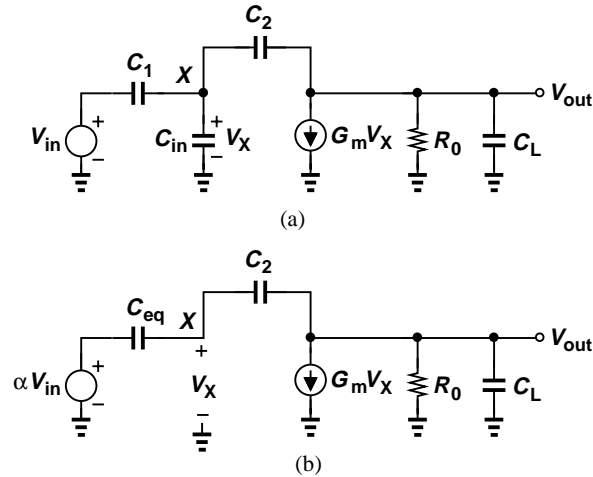 C2
C1
X
Vin
+
−
Cin
+
VX
−
GmVX
R0
CL
Vout
(a)
C2
Ceq
X
αVin
+
−
+
VX
−
GmVX
R0
CL
Vout
(b)